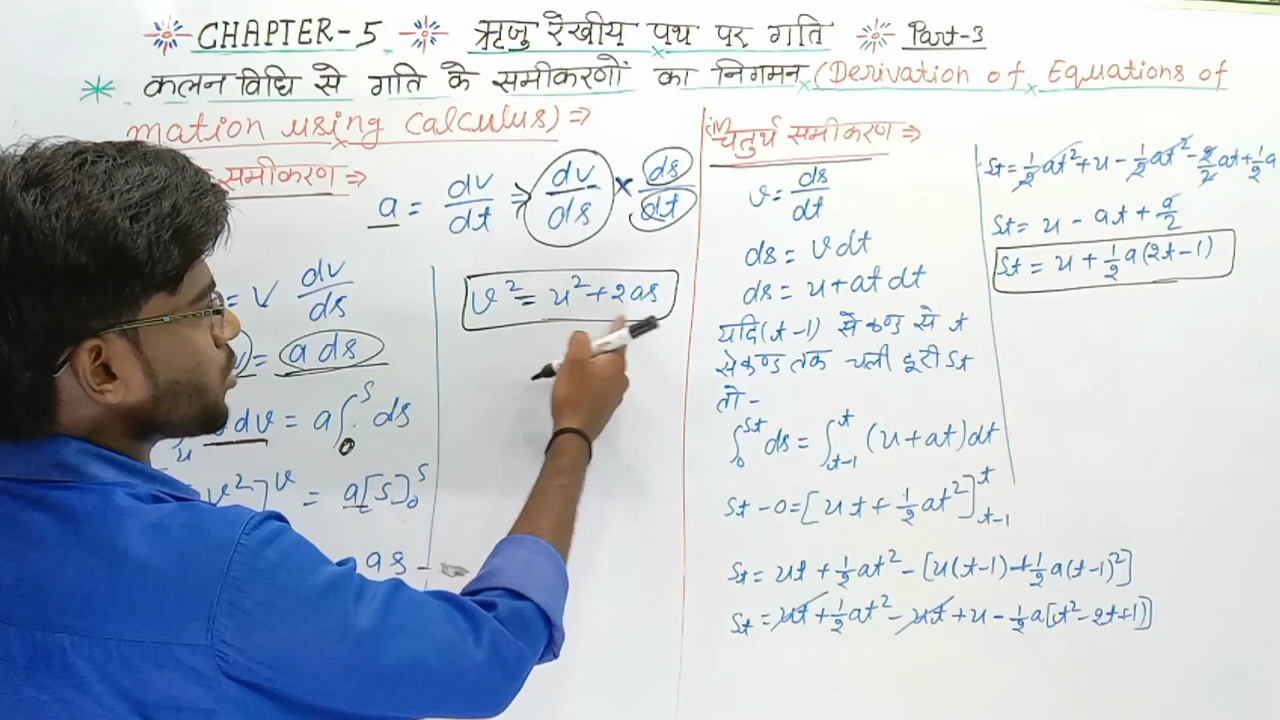 CHAPTER-5 ऋजु रेखीय पथ पर गति Part-3
* कलन विधि से गति के समीकरणों का निगमन (Derivation of Equations of
mation using Calculus) ⇒
समीकरण ⇒
a = dv/dt ⇒ dv/ds × ds/dt
= v dv/ds
= a ds
dv = a∫₀ˢ ds
v²]ᵛ = a[s]₀ˢ
as
v² = u² + 2as
(iv) चतुर्थ समीकरण ⇒
v = ds/dt
ds = v dt
ds = u + at dt
यदि (t-1) सेकण्ड से t
सेकण्ड तक चली दूरी St
तो -
∫₀ˢᵗ ds = ∫ₜ₋₁ᵗ (u + at) dt
St - 0 = [ut + ½at²]ₜ₋₁ᵗ
St = ut + ½at² - [u(t-1) + ½a(t-1)²]
St = ut + ½at² - ut + u - ½a[t² - 2t + 1)]
St = ½at² + u - ½at² - 2/2 at + ½a
St = u - at + a/2
St = u + ½a(2t-1)